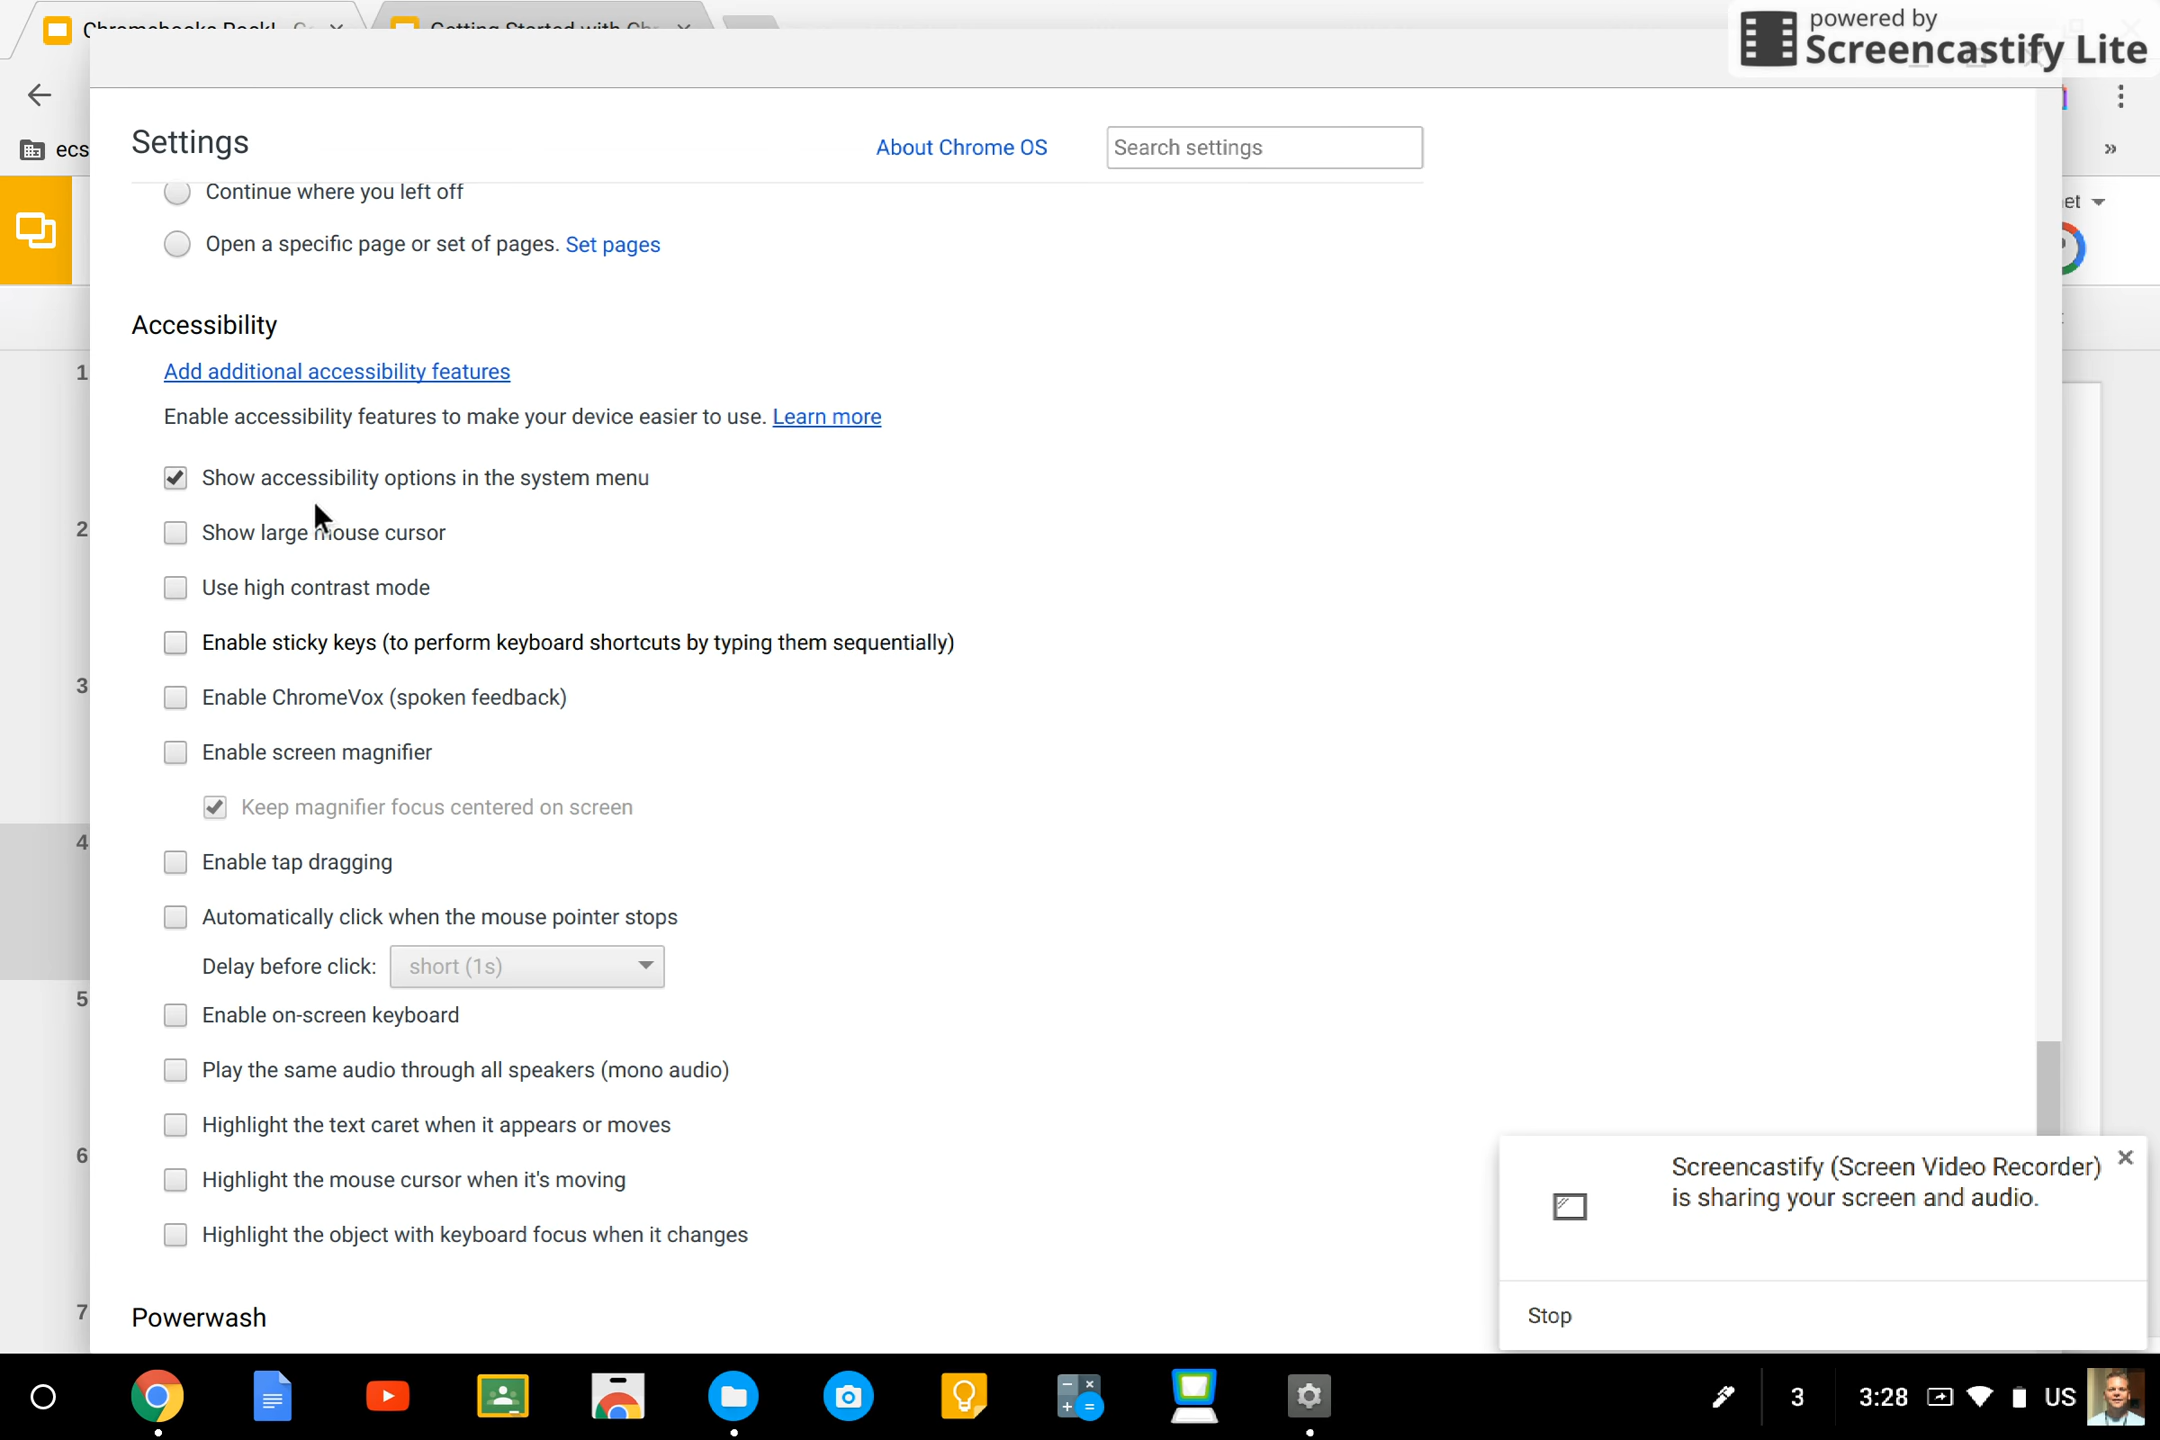 powered by
Screencastify Lite
ecs
Settings
About Chrome OS
Search settings
Continue where you left off
Open a specific page or set of pages. Set pages
et
Accessibility
Add additional accessibility features
Enable accessibility features to make your device easier to use. Learn more
Show accessibility options in the system menu
Show large mouse cursor
Use high contrast mode
Enable sticky keys (to perform keyboard shortcuts by typing them sequentially)
Enable ChromeVox (spoken feedback)
Enable screen magnifier
Keep magnifier focus centered on screen
Enable tap dragging
Automatically click when the mouse pointer stops
Delay before click: short (1s)
Enable on-screen keyboard
Play the same audio through all speakers (mono audio)
Highlight the text caret when it appears or moves
Highlight the mouse cursor when it's moving
Highlight the object with keyboard focus when it changes
Powerwash
1
2
3
4
5
6
7
Screencastify (Screen Video Recorder)
is sharing your screen and audio.
Stop
3
3:28
US